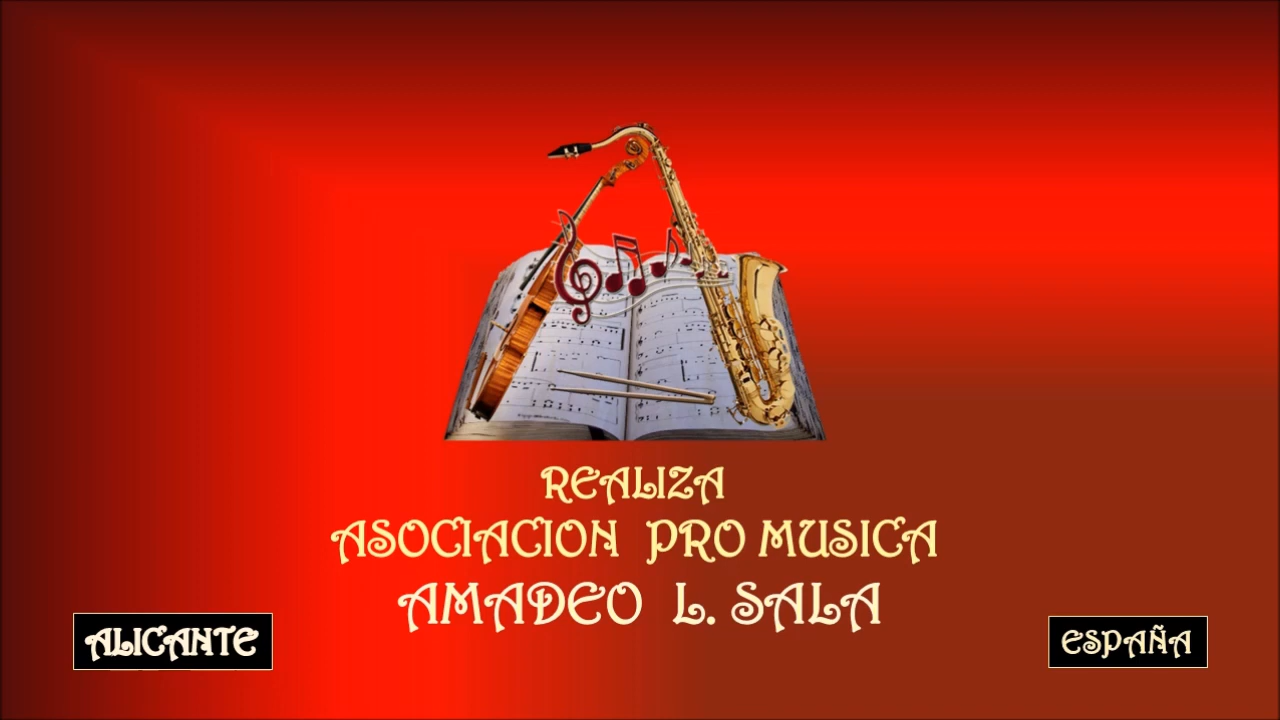 REALIZA
ASOCIACION PRO MUSICA
AMADEO L. SALA
ALICANTE
ESPAÑA